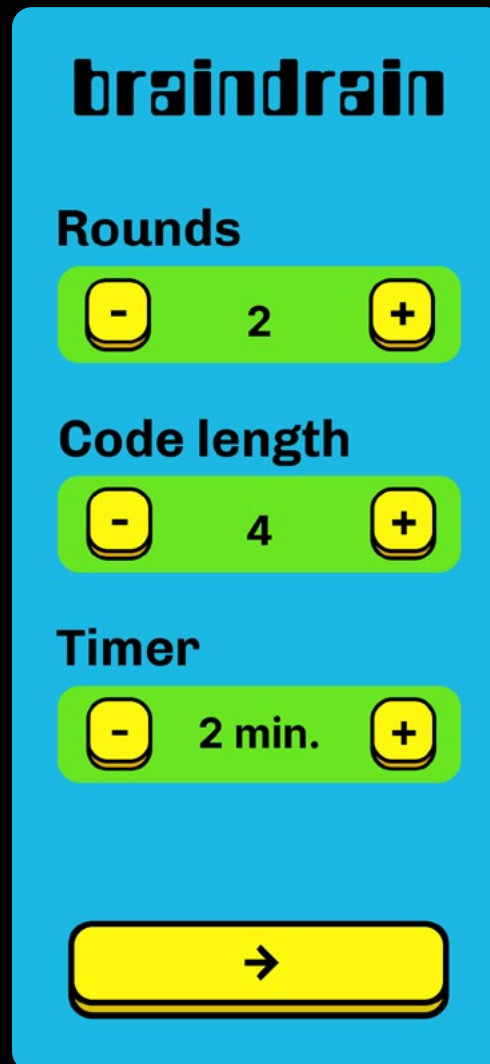 braindrain
Rounds
- 2 +
Code length
- 4 +
Timer
- 2 min. +
→